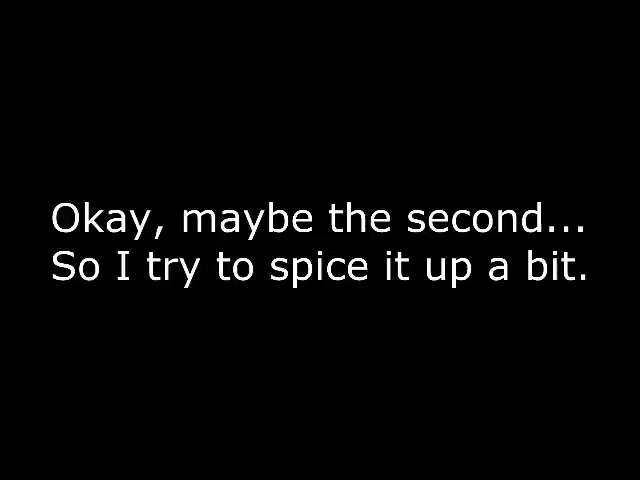 Okay, maybe the second...
So I try to spice it up a bit.